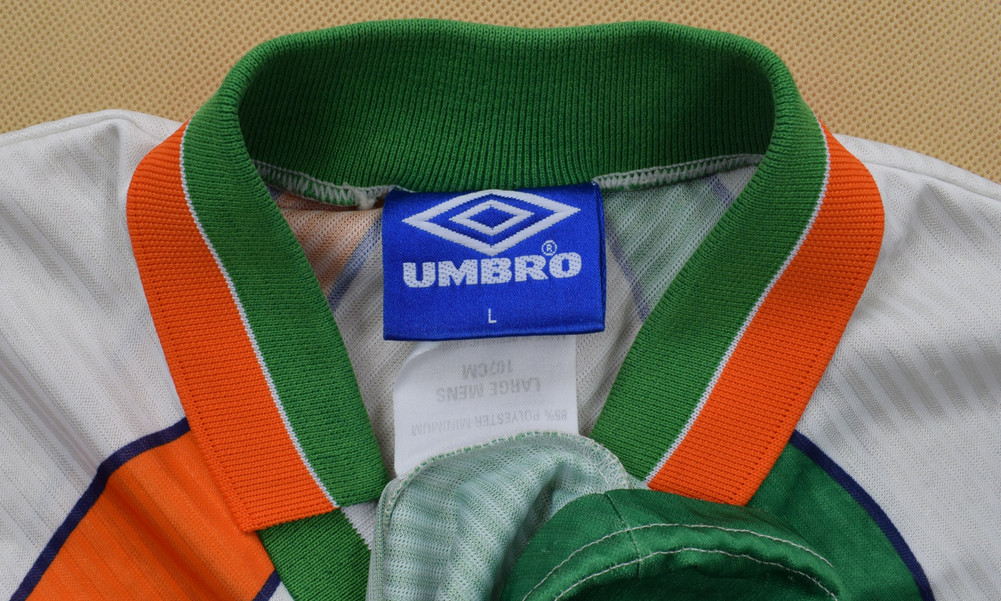 UMBRO®
L
107CM
LARGE MENS
85% POLYESTER MINIMUM